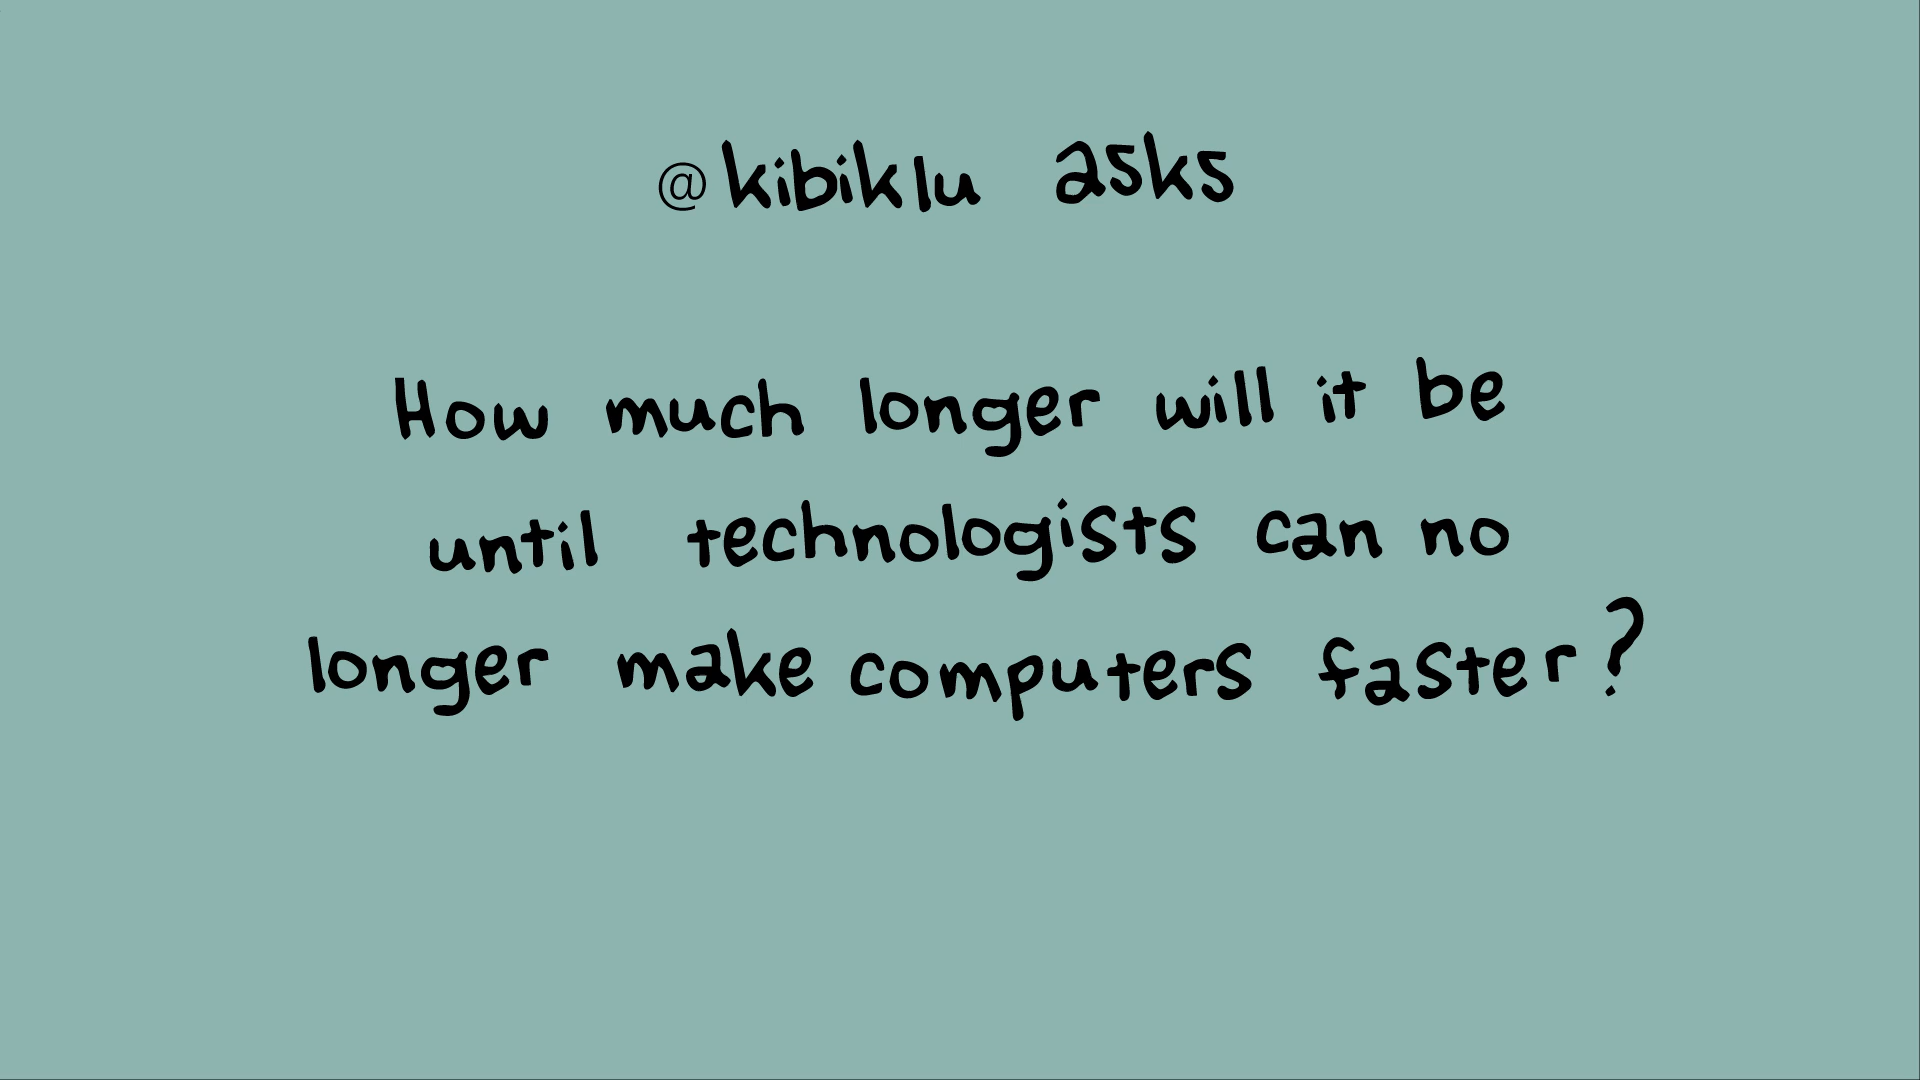 @kibiklu asks
How much longer will it be
until technologists can no
longer make computers faster?